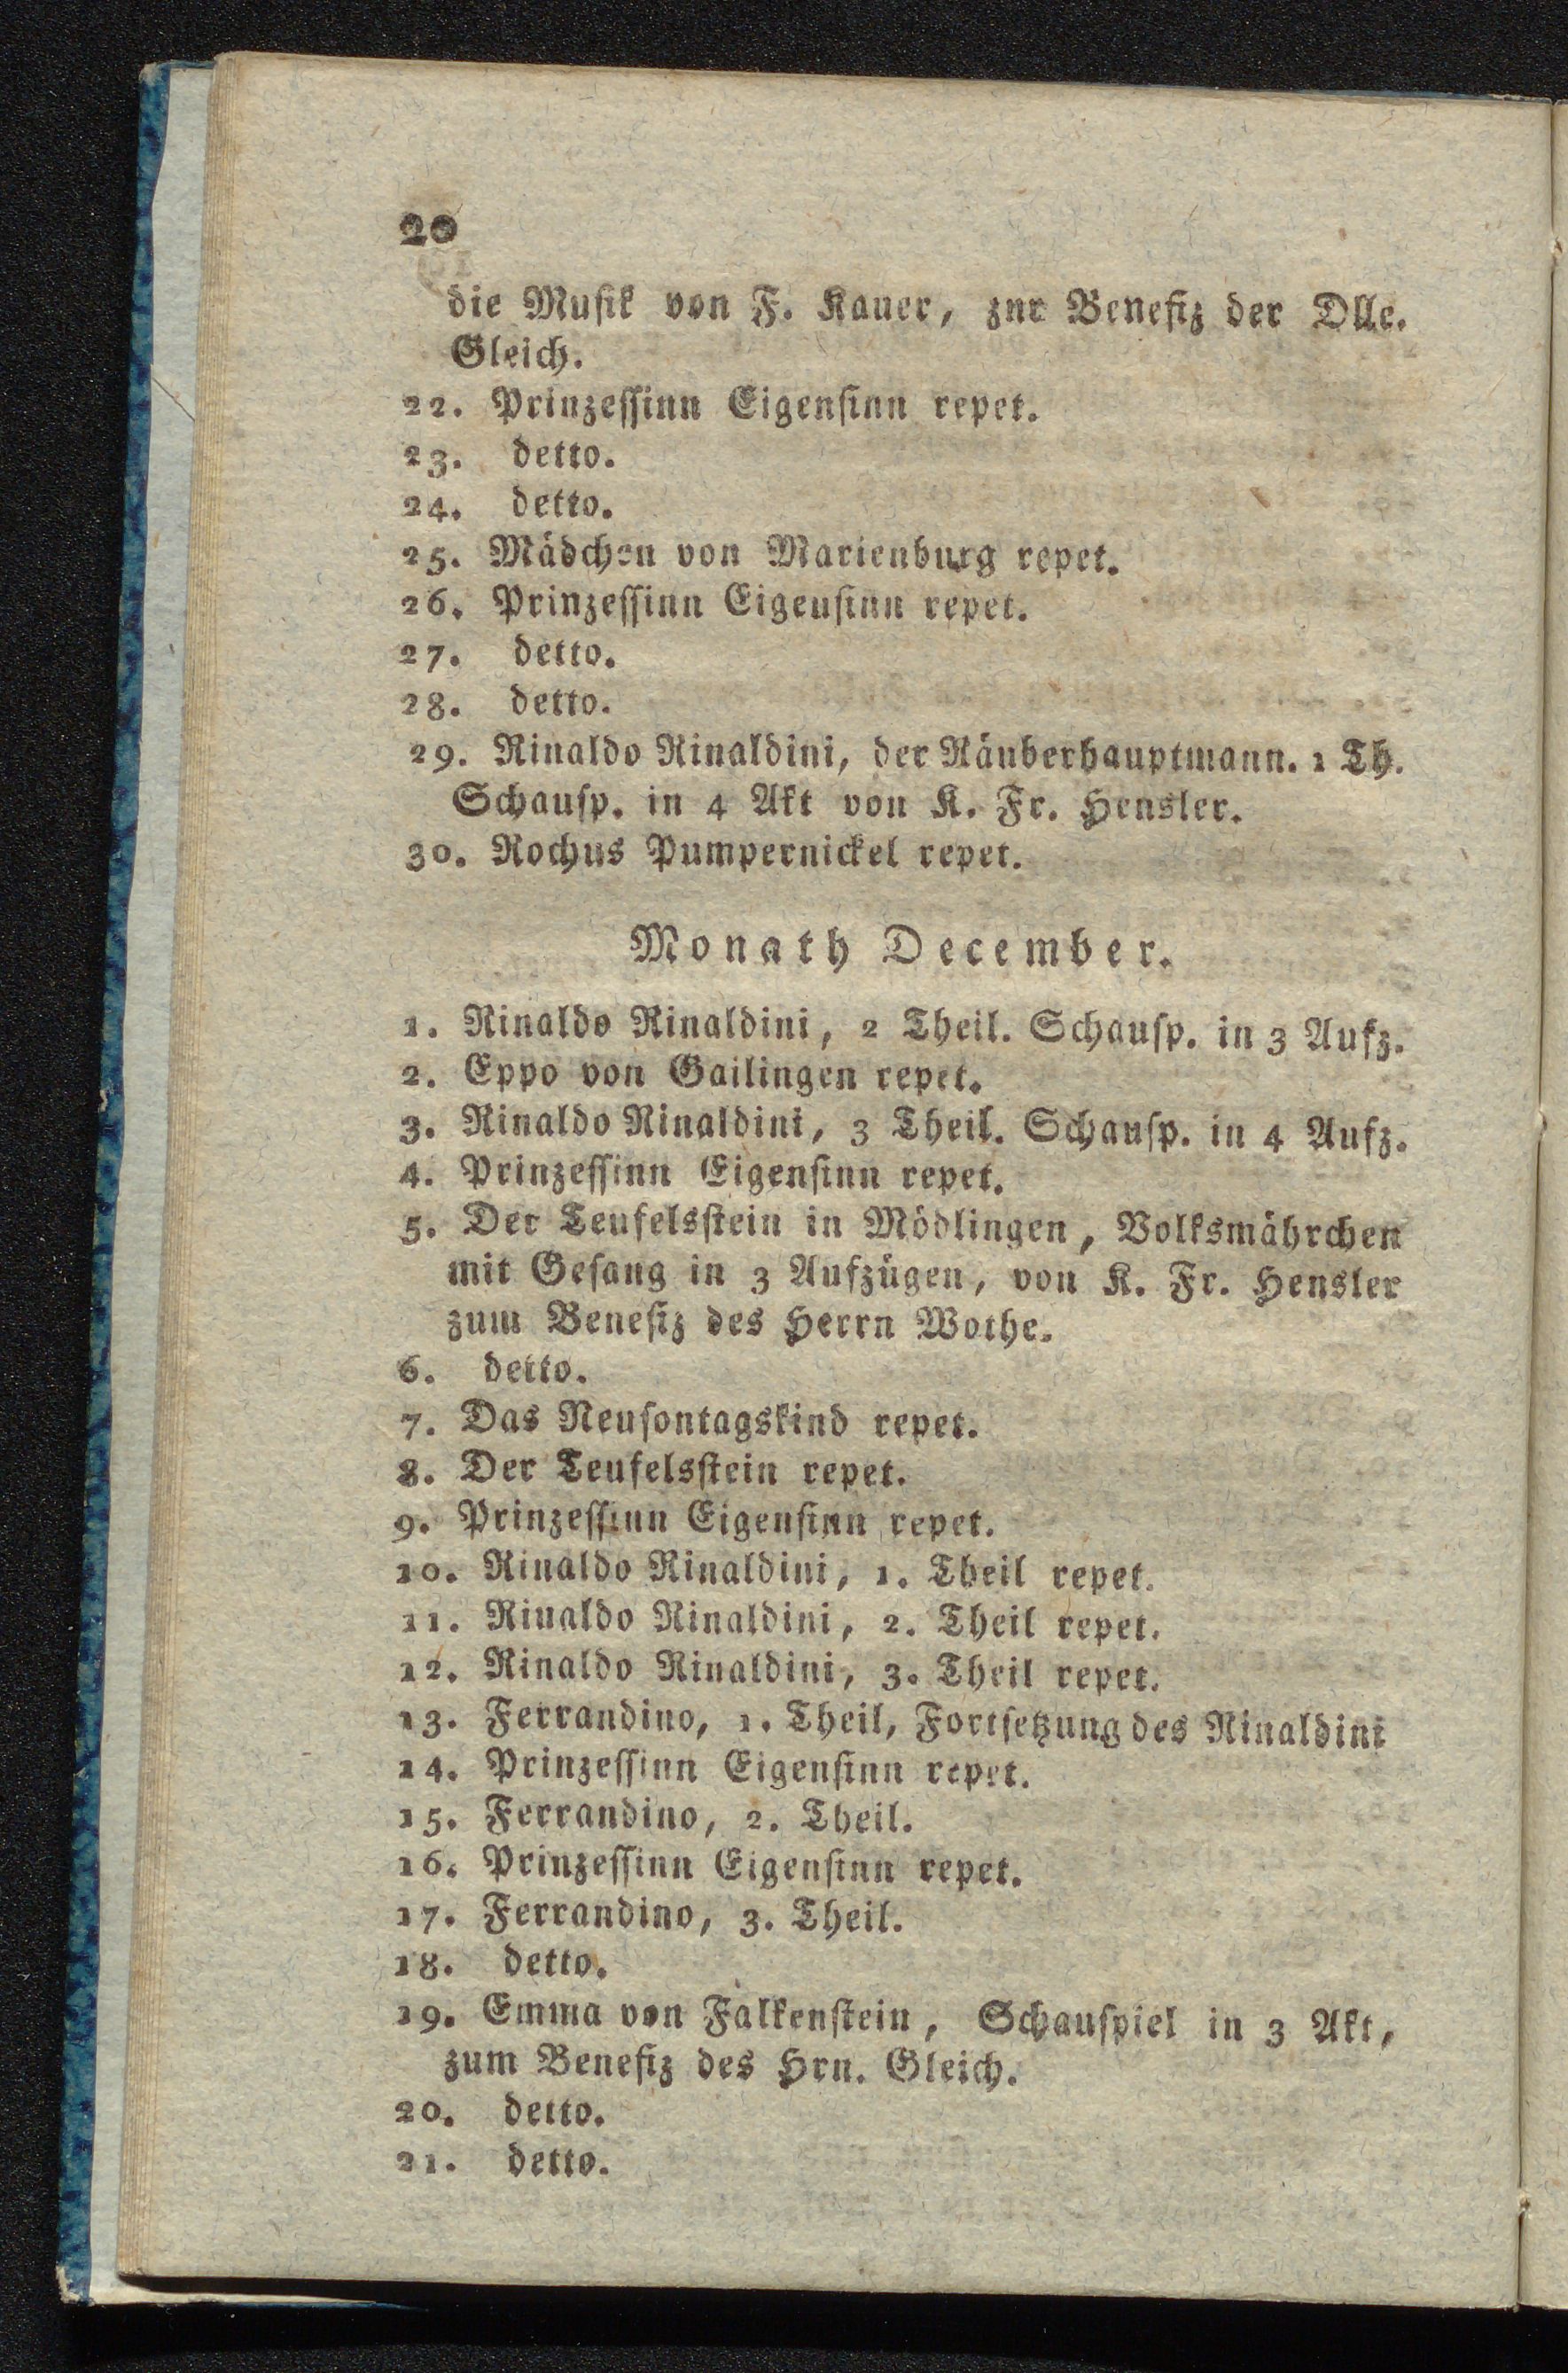 20
die Muſik von F. Kauer, zur Benefiz der Dlle.
Gleich.
22. Prinzeſſinn Eigenſinn repet.
23. detto.
24. detto.
25. Mädchen von Marienburg repet.
26. Prinzeſſinn Eigenſinn repet.
27. detto.
28. detto.
29. Rinaldo Rinaldini, der Räuberhauptmann. 1 Th.
Schauſp. in 4 Akt von K. Fr. Hensler.
30. Rochus Pumpernickel repet.
Monath December.
1. Rinaldo Rinaldini, 2 Theil. Schauſp. in 3 Aufz.
2. Eppo von Gailingen repet.
3. Rinaldo Rinaldini, 3 Theil. Schauſp. in 4 Aufz.
4. Prinzeſſinn Eigenſinn repet.
5. Der Teufelsſtein in Mödlingen, Volksmährchen
mit Geſang in 3 Aufzügen, von K. Fr. Hensler
zum Benefiz des Herrn Wothe.
6. detto.
7. Das Neuſontagskind repet.
8. Der Teufelsſtein repet.
9. Prinzeſſinn Eigenſinn repet.
10. Rinaldo Rinaldini, 1. Theil repet.
11. Rinaldo Rinaldini, 2. Theil repet.
12. Rinaldo Rinaldini, 3. Theil repet.
13. Ferrandino, 1. Theil, Fortſetzung des Rinaldini
14. Prinzeſſinn Eigenſinn repet.
15. Ferrandino, 2. Theil.
16. Prinzeſſinn Eigenſinn repet.
17. Ferrandino, 3. Theil.
18. detto.
19. Emma von Falkenſtein, Schauſpiel in 3 Akt,
zum Benefiz des Hrn. Gleich.
20. detto.
21. detto.